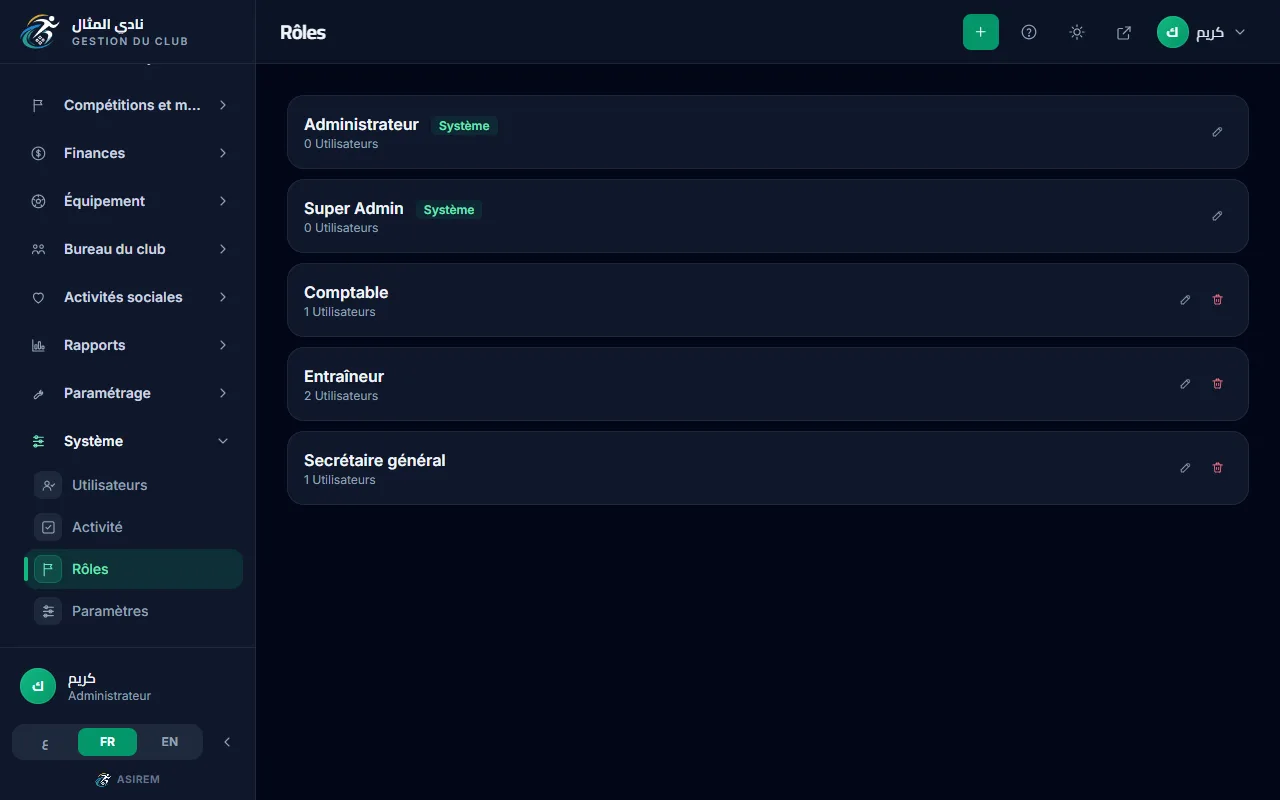 نادي المثال
GESTION DU CLUB
Compétitions et m...
Finances
Équipement
Bureau du club
Activités sociales
Rapports
Paramétrage
Système
Utilisateurs
Activité
Rôles
Paramètres
ك
كريم
Administrateur
ع
FR
EN
ASIREM
Rôles
ك
كريم
Administrateur
Système
0 Utilisateurs
Super Admin
Système
0 Utilisateurs
Comptable
1 Utilisateurs
Entraîneur
2 Utilisateurs
Secrétaire général
1 Utilisateurs